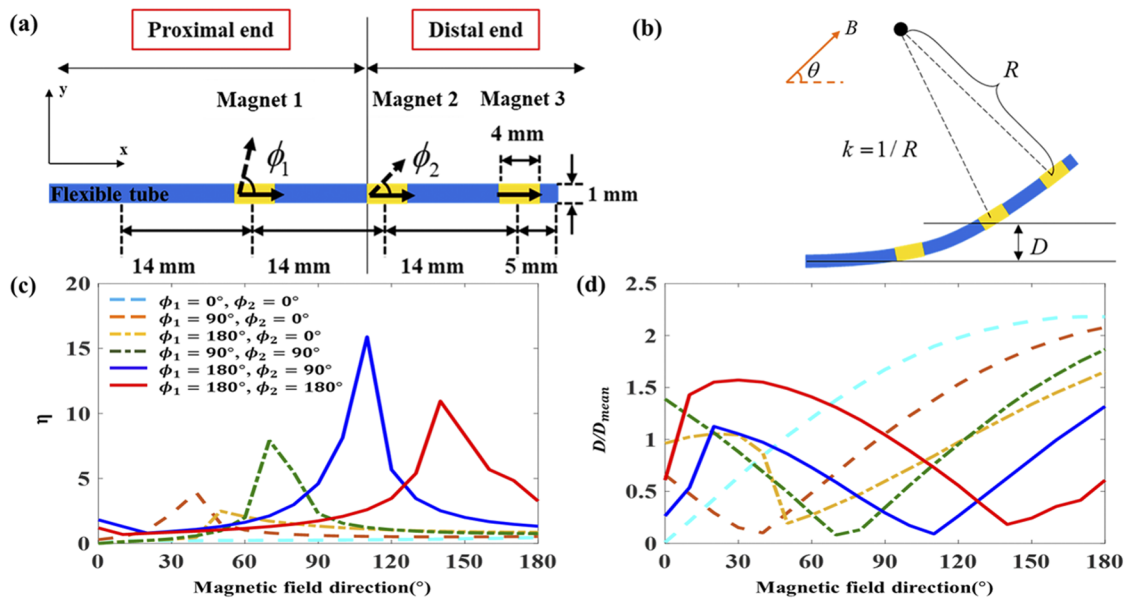 (a)
Proximal end
Distal end
y
x
Magnet 1
Magnet 2
Magnet 3
4 mm
ϕ₁
ϕ₂
Flexible tube
1 mm
14 mm
14 mm
14 mm
5 mm
(b)
B
θ
R
k = 1/ R
D
(c)
20
15
10
5
0
η
ϕ₁ = 0°, ϕ₂ = 0°
ϕ₁ = 90°, ϕ₂ = 0°
ϕ₁ = 180°, ϕ₂ = 0°
ϕ₁ = 90°, ϕ₂ = 90°
ϕ₁ = 180°, ϕ₂ = 90°
ϕ₁ = 180°, ϕ₂ = 180°
0 30 60 90 120 150 180
Magnetic field direction(°)
(d)
2.5
2
1.5
1
0.5
0
D/Dmean
0 30 60 90 120 150 180
Magnetic field direction(°)